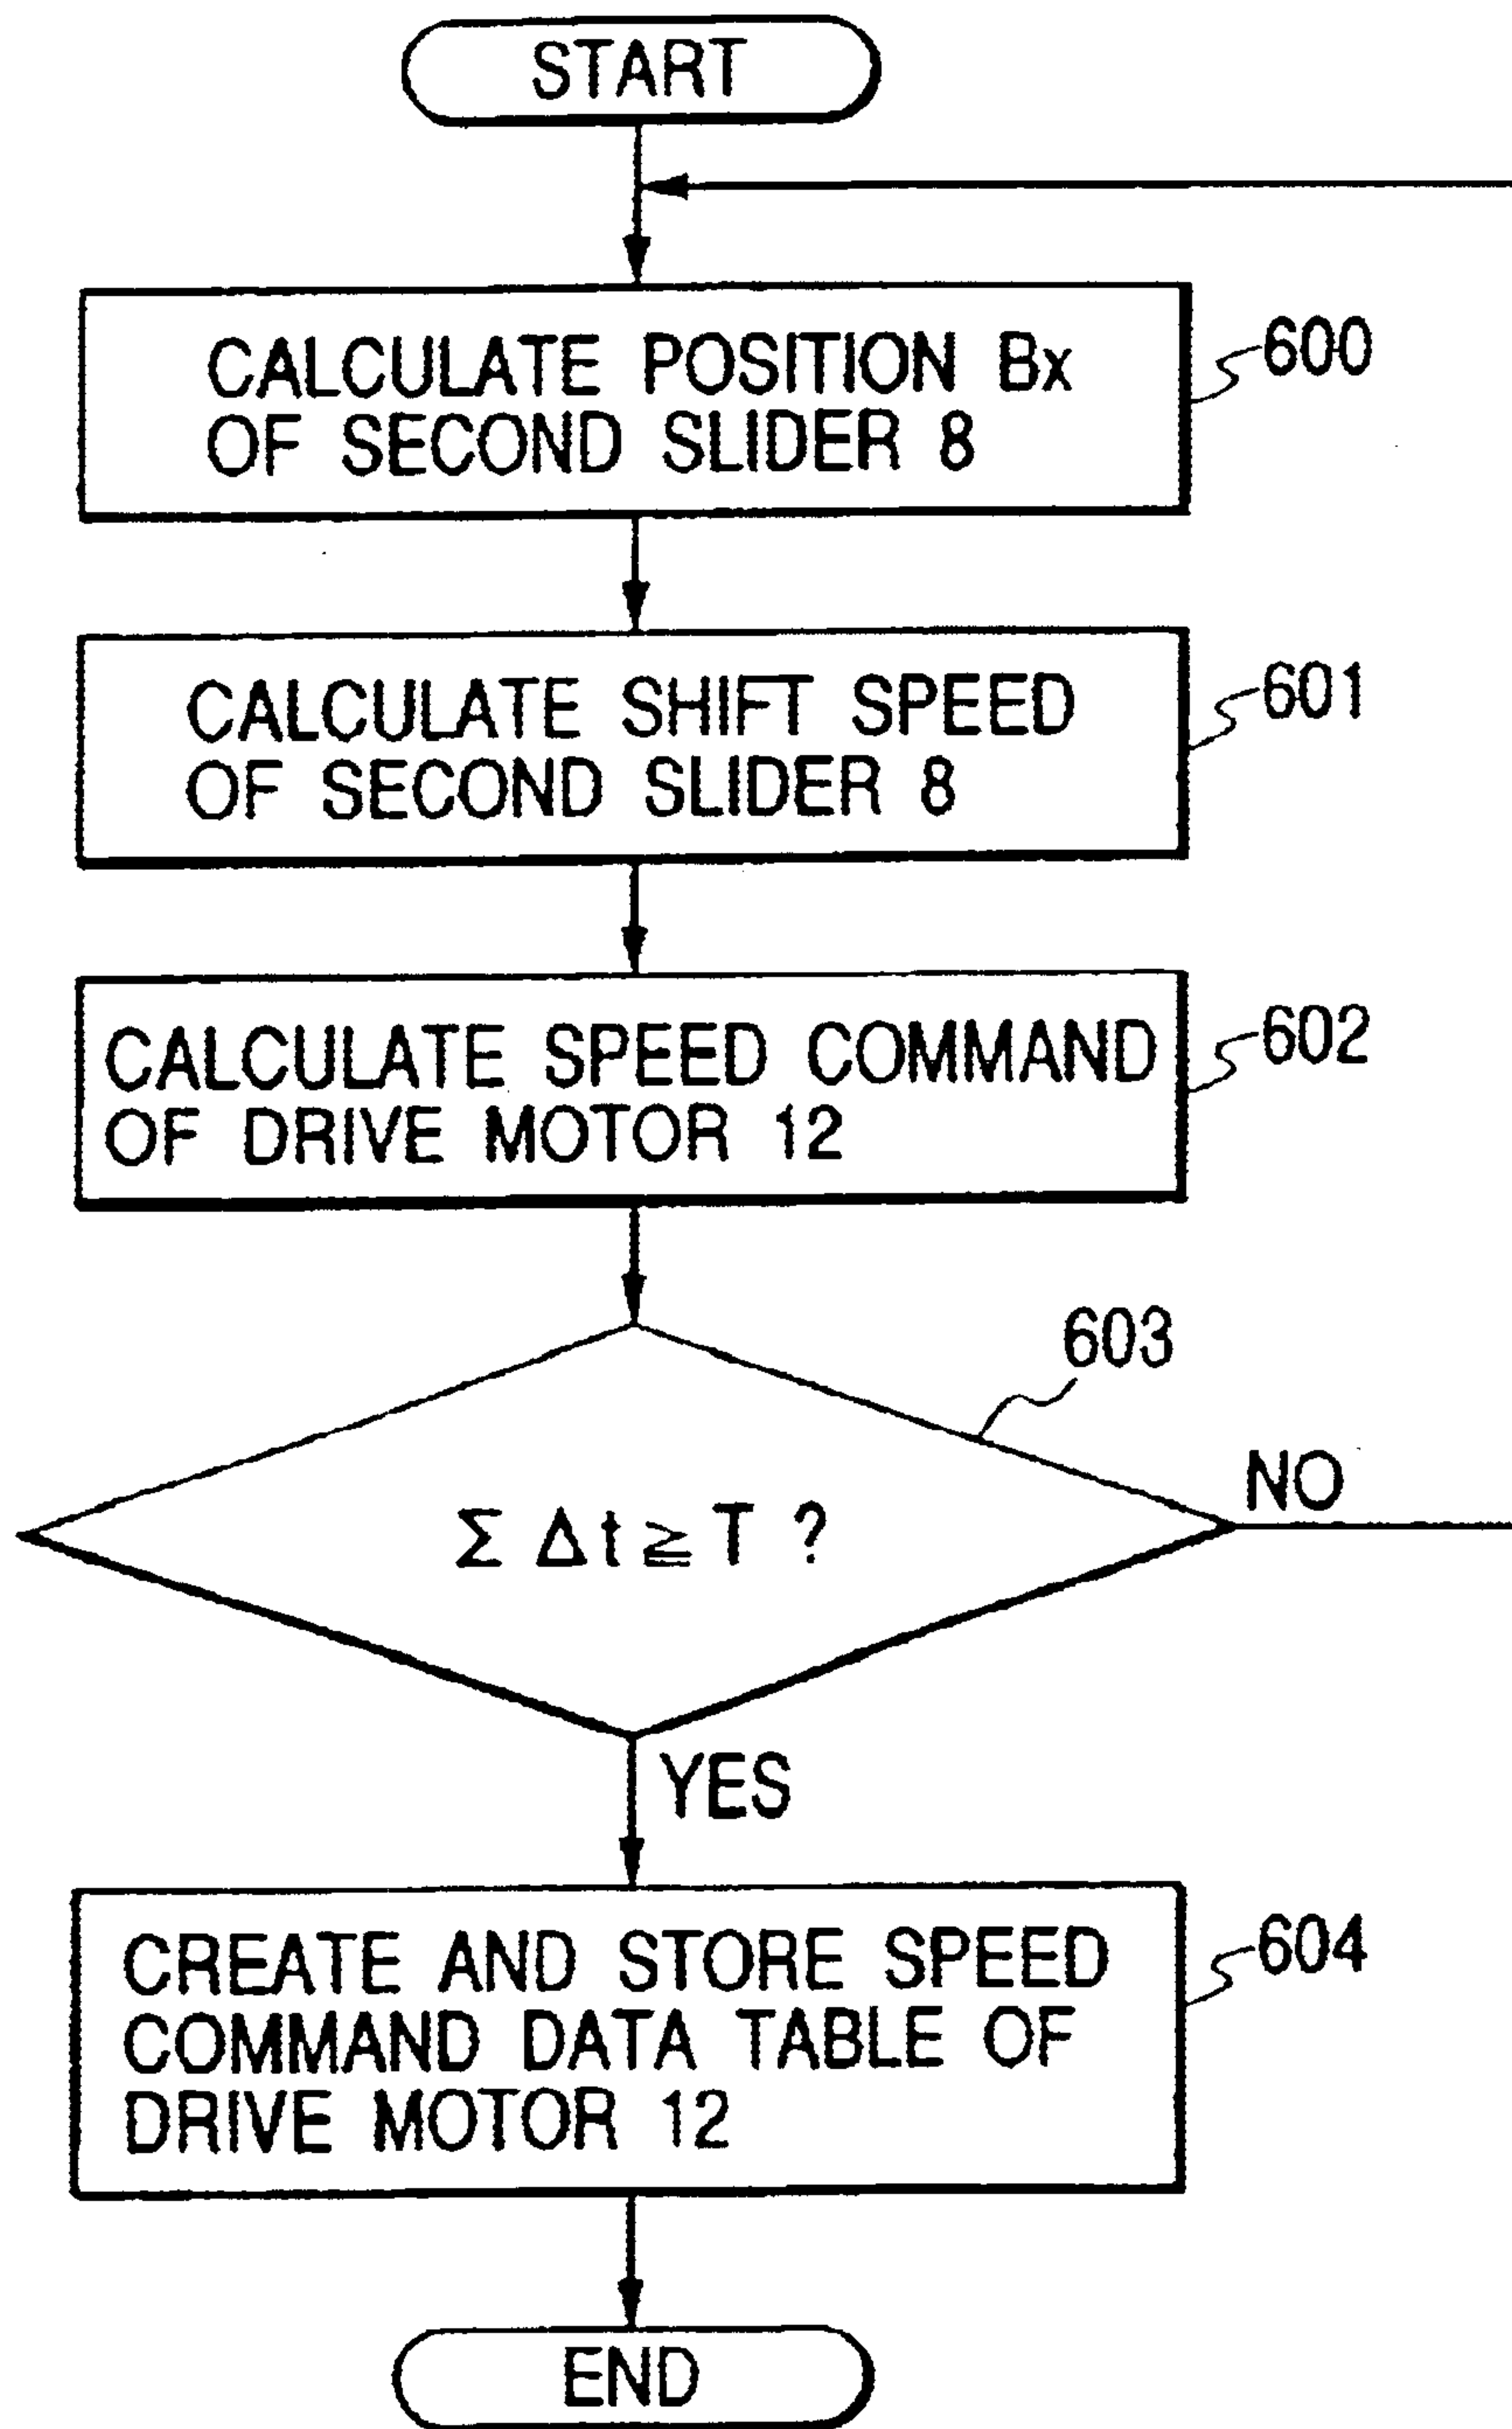 START
CALCULATE POSITION Bx
OF SECOND SLIDER 8
600
CALCULATE SHIFT SPEED
OF SECOND SLIDER 8
601
CALCULATE SPEED COMMAND
OF DRIVE MOTOR 12
602
603
Σ Δt ≧ T ?
NO
YES
CREATE AND STORE SPEED
COMMAND DATA TABLE OF
DRIVE MOTOR 12
604
END